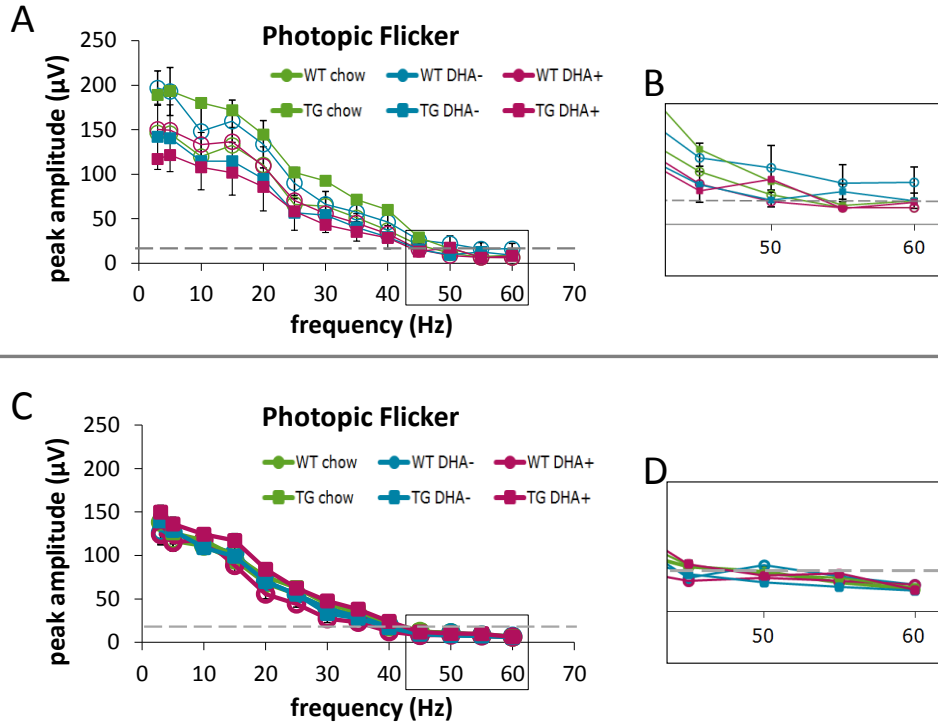 A
Photopic Flicker
peak amplitude (µV)
250
200
150
100
50
0
WT chow WT DHA- WT DHA+
TG chow TG DHA- TG DHA+
0 10 20 30 40 50 60 70
frequency (Hz)
B
50 60
C
Photopic Flicker
peak amplitude (µV)
250
200
150
100
50
0
WT chow WT DHA- WT DHA+
TG chow TG DHA- TG DHA+
0 10 20 30 40 50 60 70
frequency (Hz)
D
50 60